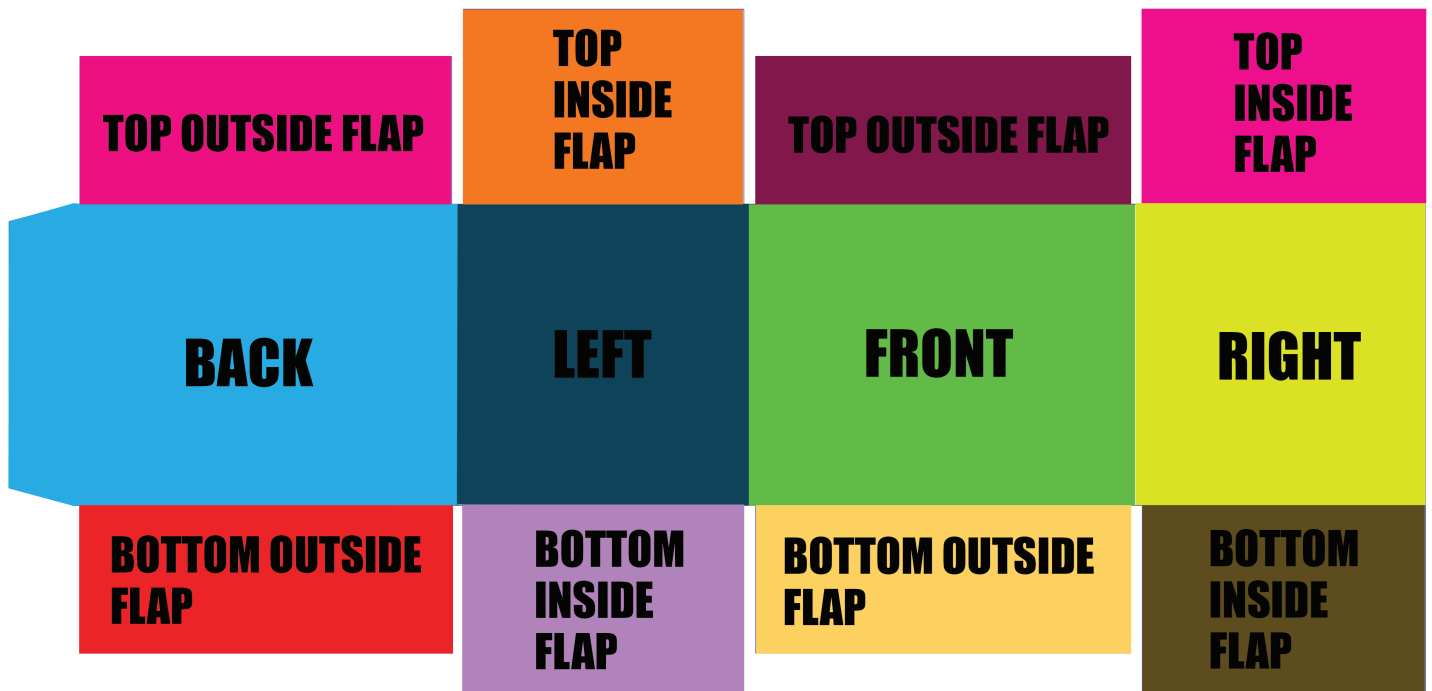 TOP OUTSIDE FLAP
TOP
INSIDE
FLAP
TOP OUTSIDE FLAP
TOP
INSIDE
FLAP
BACK
LEFT
FRONT
RIGHT
BOTTOM OUTSIDE
FLAP
BOTTOM
INSIDE
FLAP
BOTTOM OUTSIDE
FLAP
BOTTOM
INSIDE
FLAP